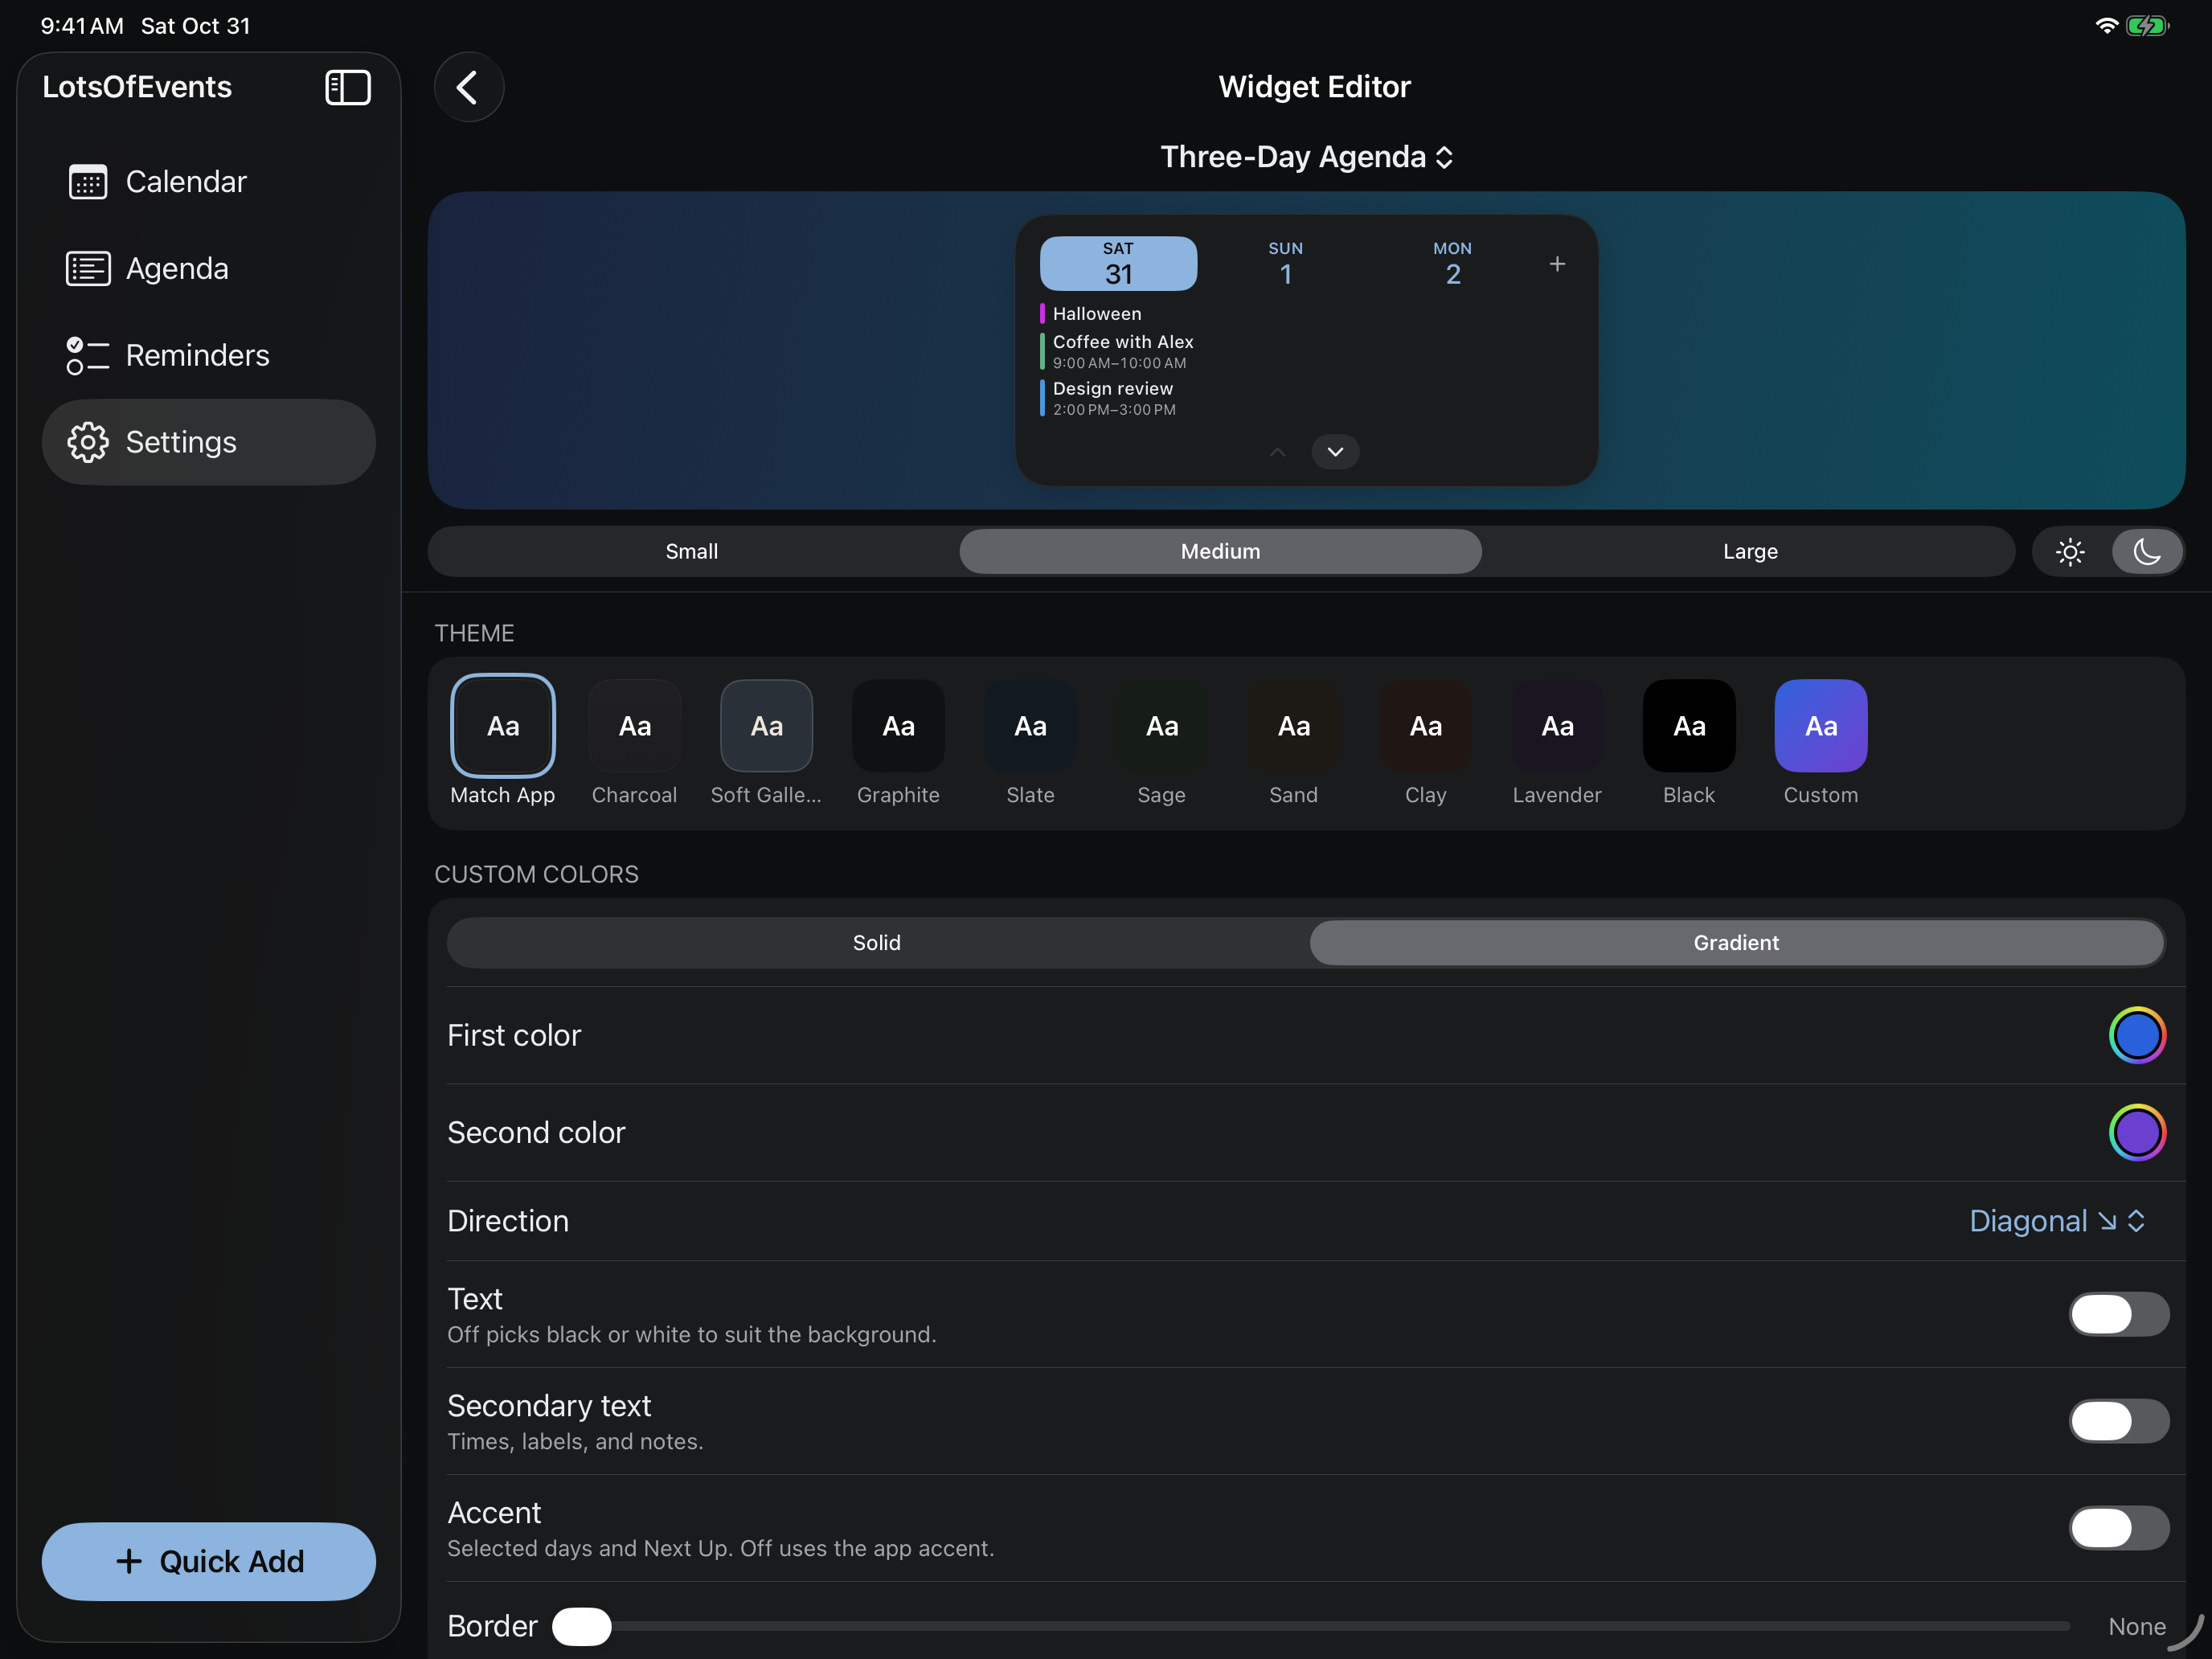 9:41 AM Sat Oct 31
LotsOfEvents
Calendar
Agenda
Reminders
Settings
Quick Add
Widget Editor
Three-Day Agenda
SAT
31
SUN
1
MON
2
Halloween
Coffee with Alex
9:00 AM–10:00 AM
Design review
2:00 PM–3:00 PM
Small
Medium
Large
THEME
Aa Aa Aa Aa Aa Aa Aa Aa Aa Aa Aa
Match App Charcoal Soft Galle... Graphite Slate Sage Sand Clay Lavender Black Custom
CUSTOM COLORS
Solid
Gradient
First color
Second color
Direction
Diagonal ↘
Text
Off picks black or white to suit the background.
Secondary text
Times, labels, and notes.
Accent
Selected days and Next Up. Off uses the app accent.
Border
None